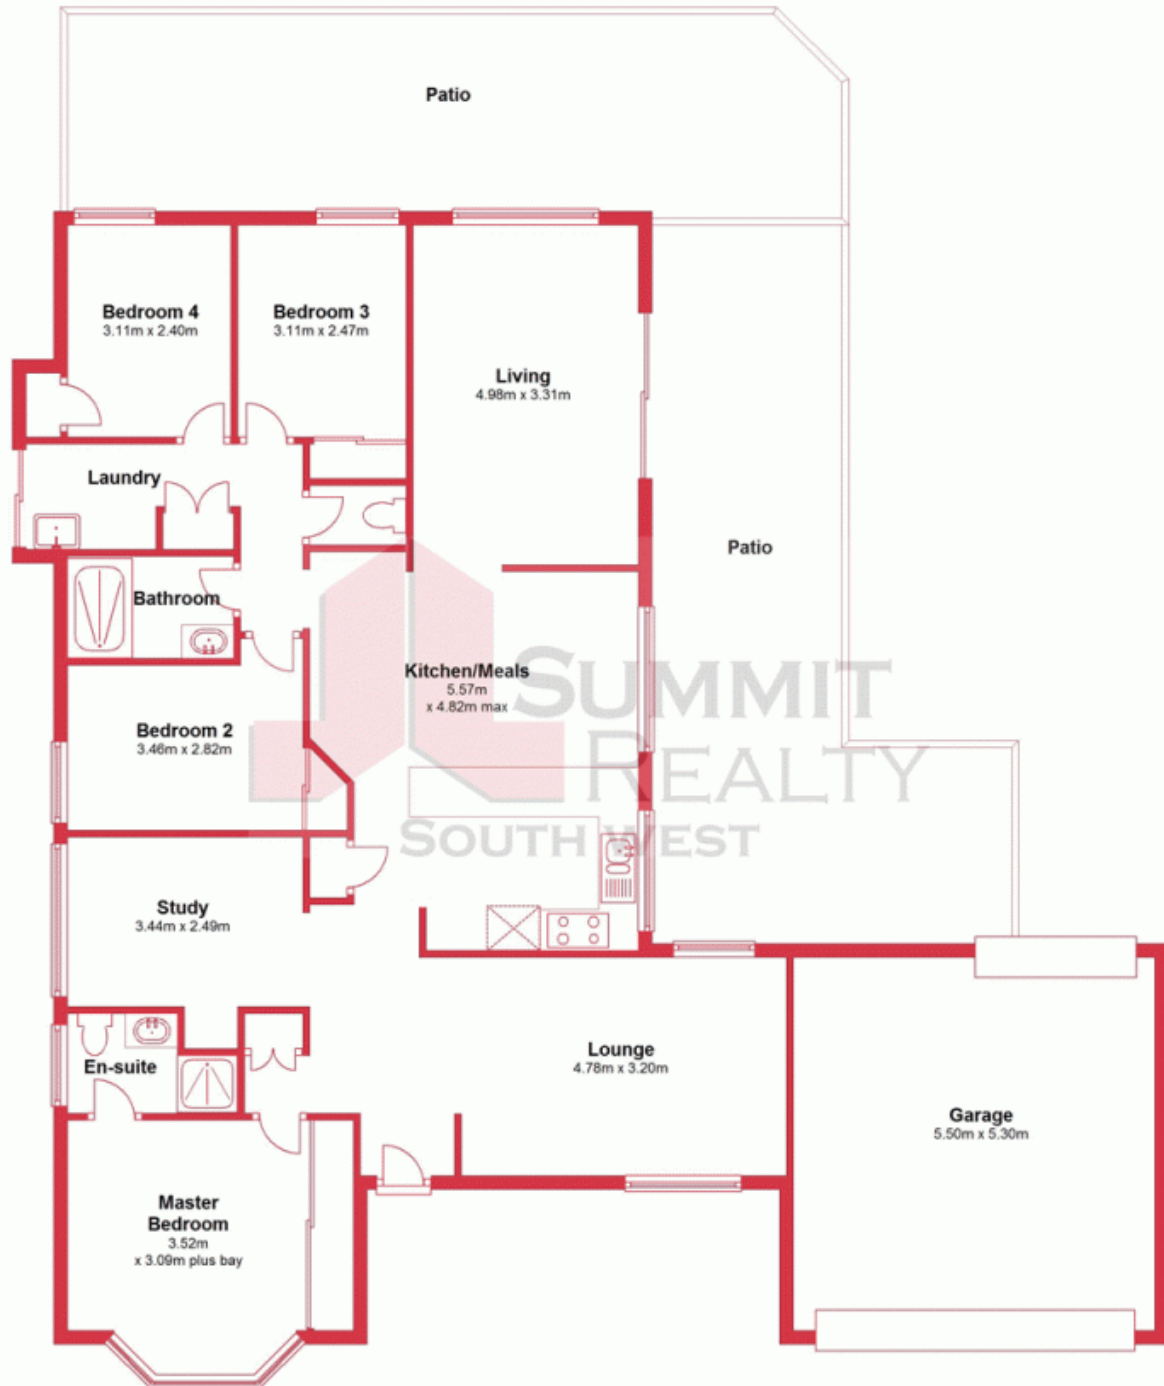 Patio
Bedroom 4
3.11m x 2.40m
Bedroom 3
3.11m x 2.47m
Living
4.98m x 3.31m
Laundry
Patio
Bathroom
Kitchen/Meals
5.57m
x 4.82m max
SUMMIT
REALTY
SOUTH WEST
Bedroom 2
3.46m x 2.82m
Study
3.44m x 2.49m
En-suite
Lounge
4.78m x 3.20m
Garage
5.50m x 5.30m
Master
Bedroom
3.52m
x 3.09m plus bay